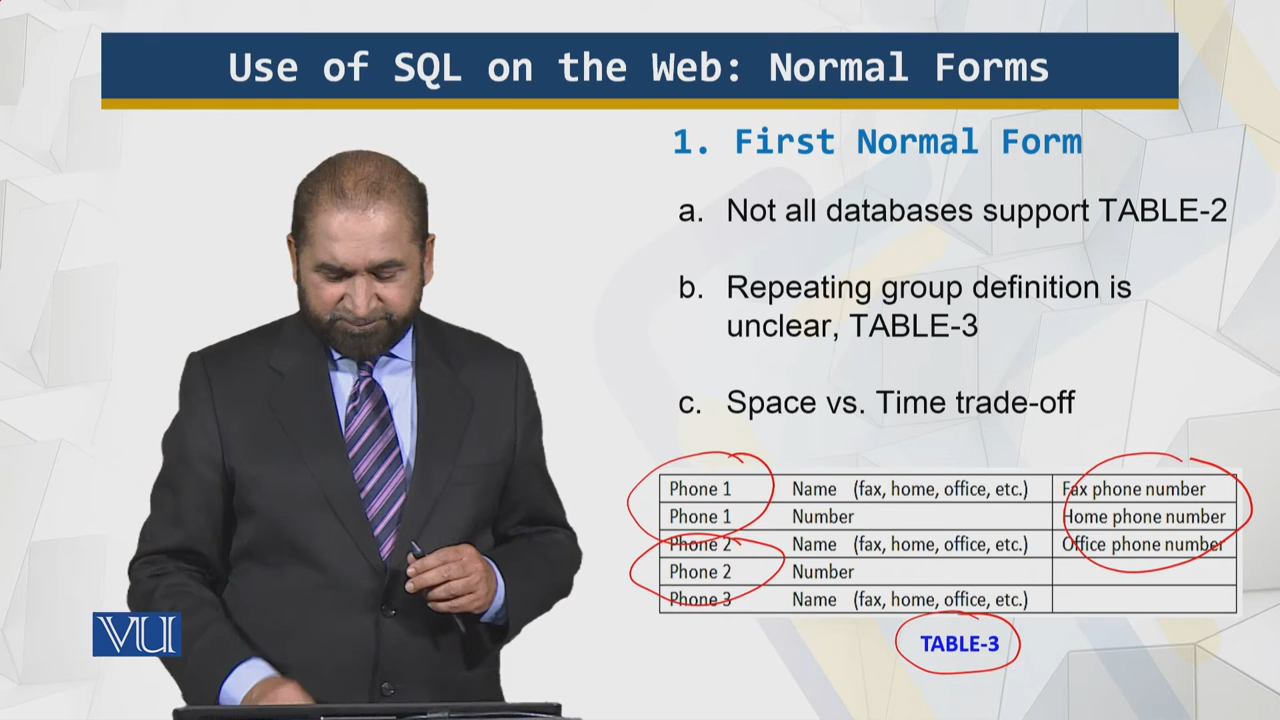 Use of SQL on the Web: Normal Forms
1. First Normal Form
a. Not all databases support TABLE-2
b. Repeating group definition is
unclear, TABLE-3
c. Space vs. Time trade-off
Phone 1 Name (fax, home, office, etc.) Fax phone number
Phone 1 Number Home phone number
Phone 2 Name (fax, home, office, etc.) Office phone number
Phone 2 Number
Phone 3 Name (fax, home, office, etc.)
TABLE-3
VU